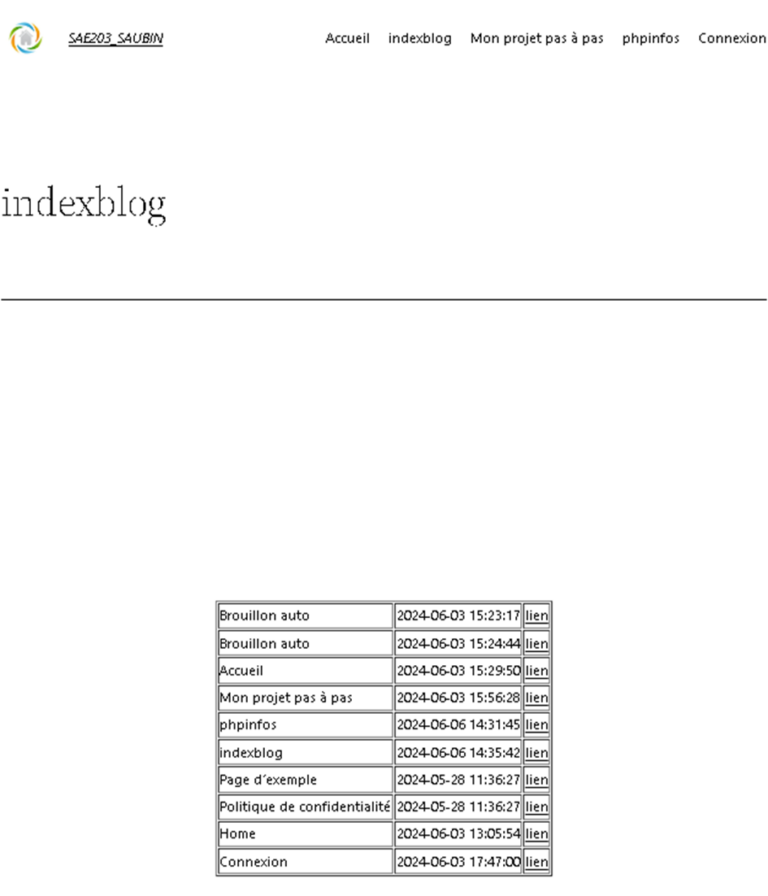 SAE203_SAUBIN Accueil indexblog Mon projet pas à pas phpinfos Connexion
indexblog
Brouillon auto 2024-06-03 15:23:17 lien
Brouillon auto 2024-06-03 15:24:44 lien
Accueil 2024-06-03 15:29:50 lien
Mon projet pas à pas 2024-06-03 15:56:28 lien
phpinfos 2024-06-06 14:31:45 lien
indexblog 2024-06-06 14:35:42 lien
Page d’exemple 2024-05-28 11:36:27 lien
Politique de confidentialité 2024-05-28 11:36:27 lien
Home 2024-06-03 13:05:54 lien
Connexion 2024-06-03 17:47:00 lien